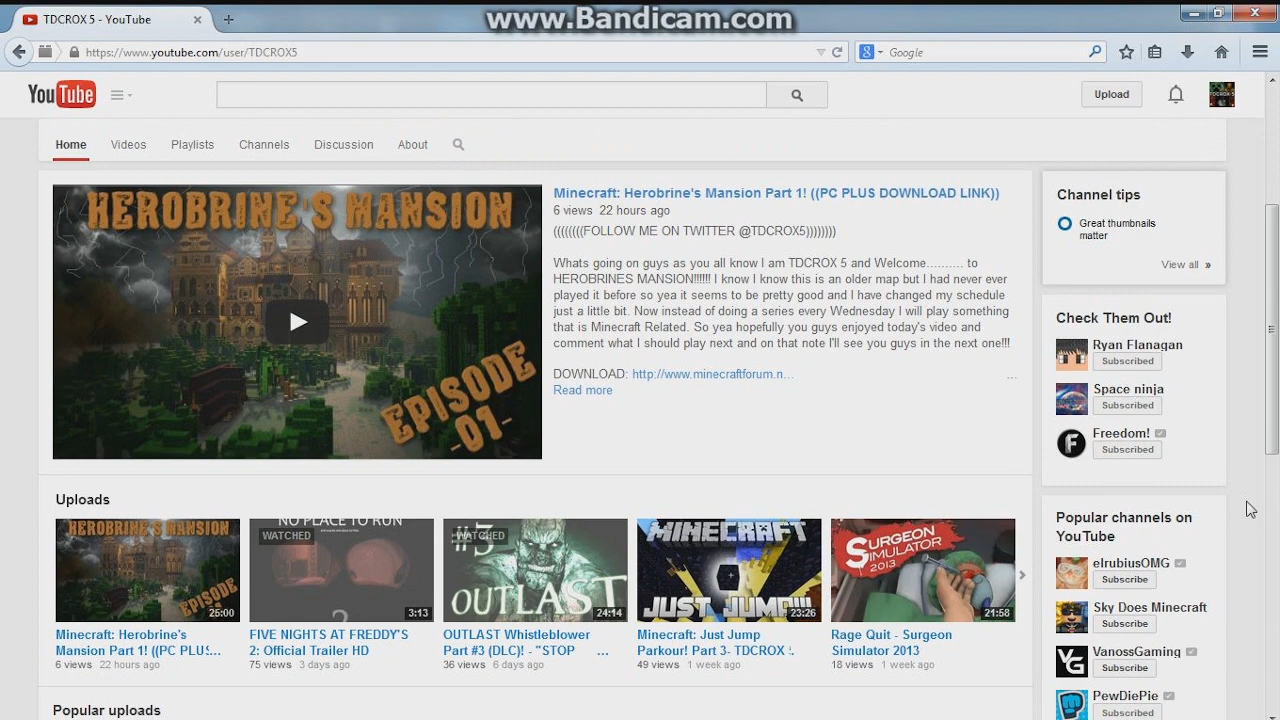 www.Bandicam.com
TDCROX 5 - YouTube
https://www.youtube.com/user/TDCROX5
Google
YouTube
Upload
Home Videos Playlists Channels Discussion About
HEROBRINE'S MANSION
EPISODE
-01-
Minecraft: Herobrine's Mansion Part 1! ((PC PLUS DOWNLOAD LINK))
6 views 22 hours ago
((((((((FOLLOW ME ON TWITTER @TDCROX5))))))))
Whats going on guys as you all know I am TDCROX 5 and Welcome.......... to
HEROBRINES MANSION!!!!!! I know I know this is an older map but I had never ever
played it before so yea it seems to be pretty good and I have changed my schedule
just a little bit. Now instead of doing a series every Wednesday I will play something
that is Minecraft Related. So yea hopefully you guys enjoyed today's video and
comment what I should play next and on that note I'll see you guys in the next one!!!
DOWNLOAD: http://www.minecraftforum.n... ...
Read more
Channel tips
Great thumbnails
matter
View all »
Check Them Out!
Ryan Flanagan
Subscribed
Space ninja
Subscribed
Freedom!
Subscribed
Popular channels on
YouTube
elrubiusOMG
Subscribe
Sky Does Minecraft
Subscribe
VanossGaming
Subscribe
PewDiePie
Subscribed
Uploads
HEROBRINE'S MANSION
EPISODE
25:00
Minecraft: Herobrine's
Mansion Part 1! ((PC PLUS...
6 views 22 hours ago
NO PLACE TO RUN
WATCHED
?
3:13
FIVE NIGHTS AT FREDDY'S
2: Official Trailer HD
75 views 3 days ago
WATCHED
#3
OUTLAST
24:14
OUTLAST Whistleblower
Part #3 (DLC)! - "STOP ...
36 views 6 days ago
MINECRAFT
JUST JUMP!!!
23:26
Minecraft: Just Jump
Parkour! Part 3- TDCROX ...
49 views 1 week ago
SURGEON
SIMULATOR
2013
21:58
Rage Quit - Surgeon
Simulator 2013
18 views 1 week ago
Popular uploads